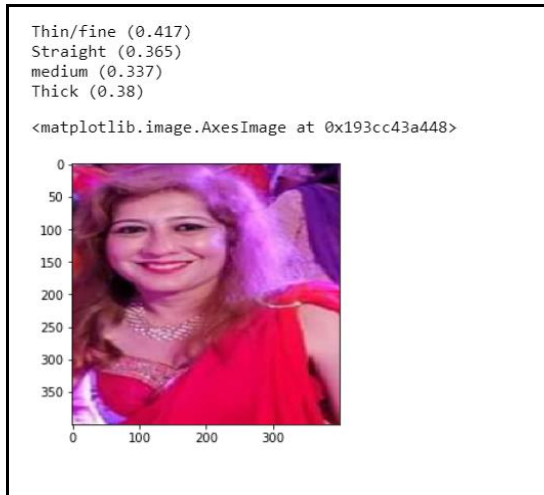 Thin/fine (0.417)
Straight (0.365)
medium (0.337)
Thick (0.38)
<matplotlib.image.AxesImage at 0x193cc43a448>
0
50
100
150
200
250
300
350
0 100 200 300